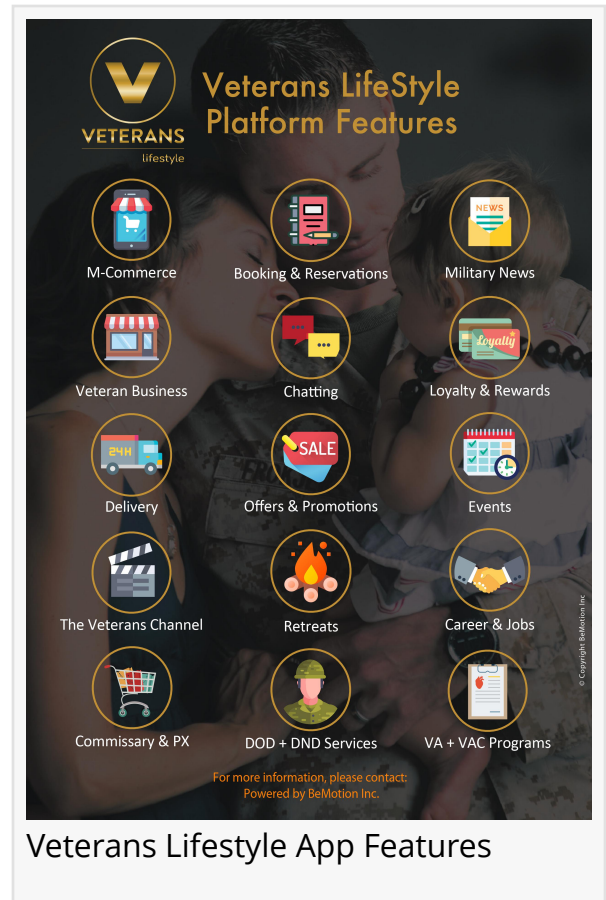 V
VETERANS
lifestyle
Veterans LifeStyle
Platform Features
M-Commerce
Booking & Reservations
NEWS
Military News
Veteran Business
Chatting
Loyalty
Loyalty & Rewards
24H
Delivery
SALE
Offers & Promotions
Events
The Veterans Channel
Retreats
Career & Jobs
Commissary & PX
DOD + DND Services
VA + VAC Programs
© Copyright BeMotion Inc
For more information, please contact:
Powered by BeMotion Inc.
Veterans Lifestyle App Features